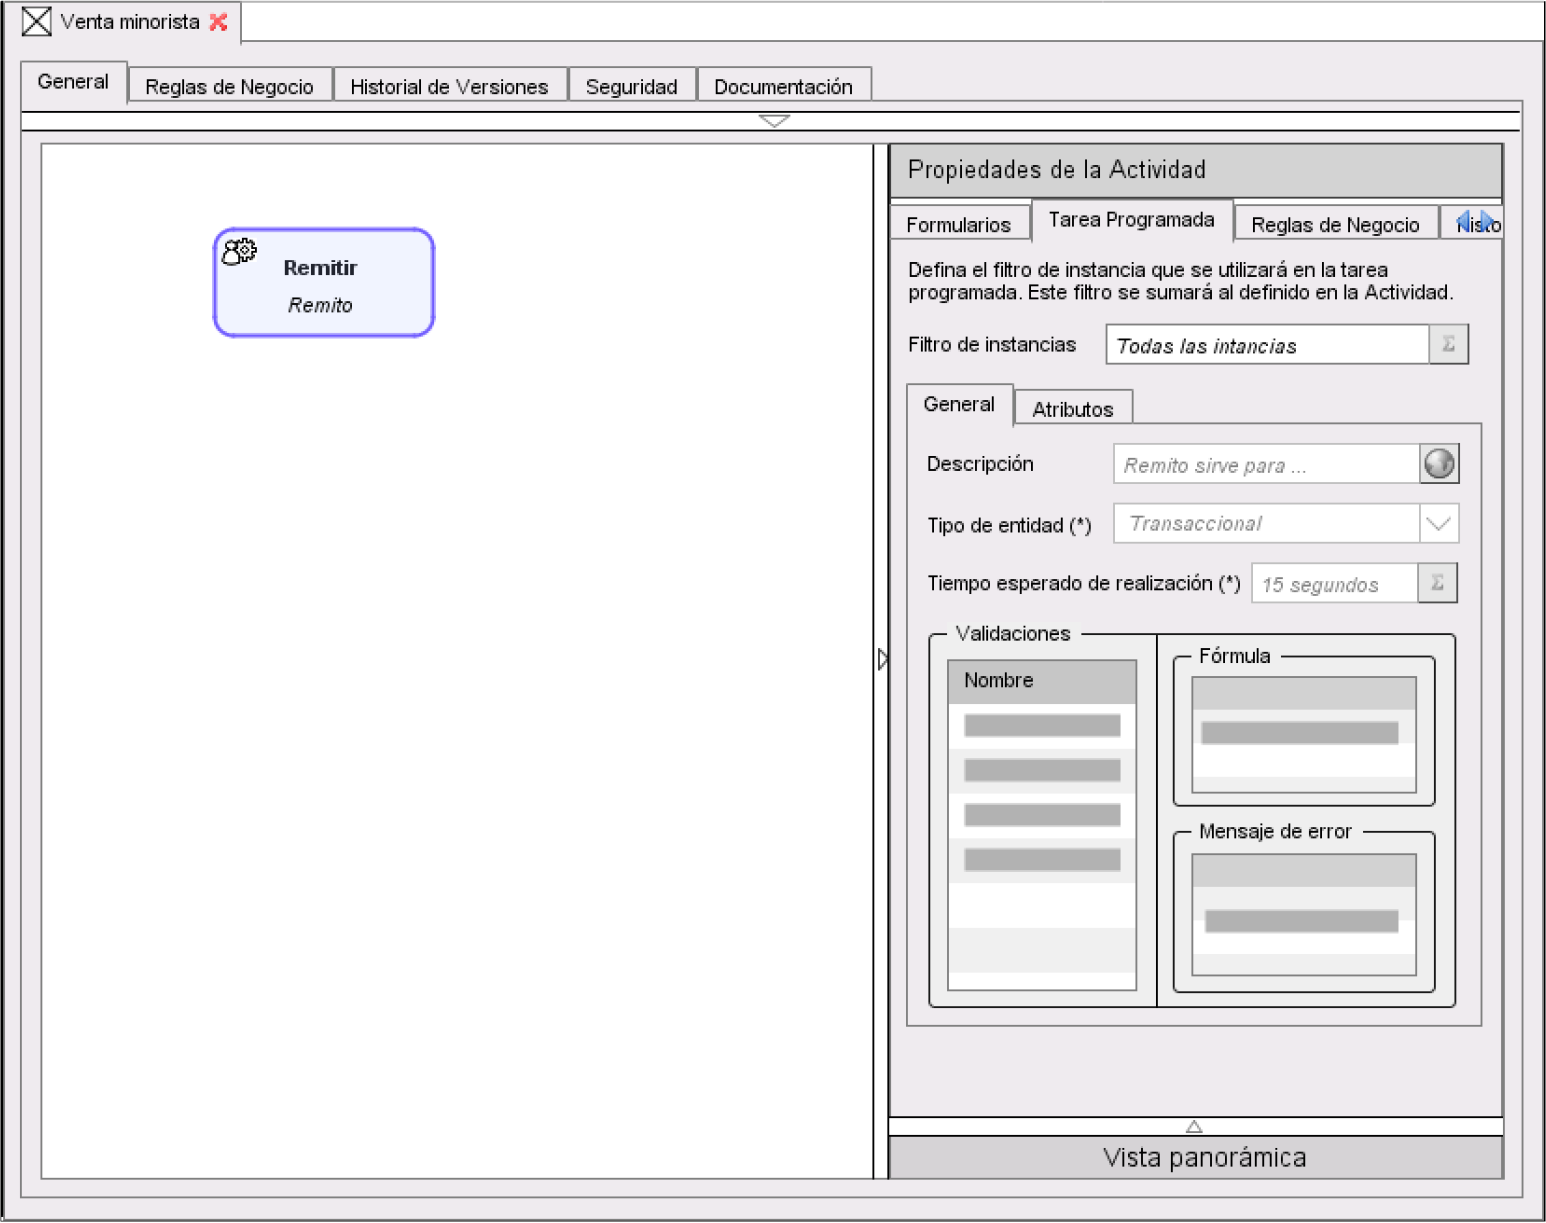 Venta minorista
General
Reglas de Negocio
Historial de Versiones
Seguridad
Documentación
Propiedades de la Actividad
Formularios
Tarea Programada
Reglas de Negocio
Remitir
Remito
Defina el filtro de instancia que se utilizará en la tarea
programada. Este filtro se sumará al definido en la Actividad.
Filtro de instancias
Todas las intancias
Σ
General
Atributos
Descripción
Remito sirve para ...
Tipo de entidad (*)
Transaccional
Tiempo esperado de realización (*)
15 segundos
Σ
Validaciones
Nombre
Fórmula
Mensaje de error
Vista panorámica